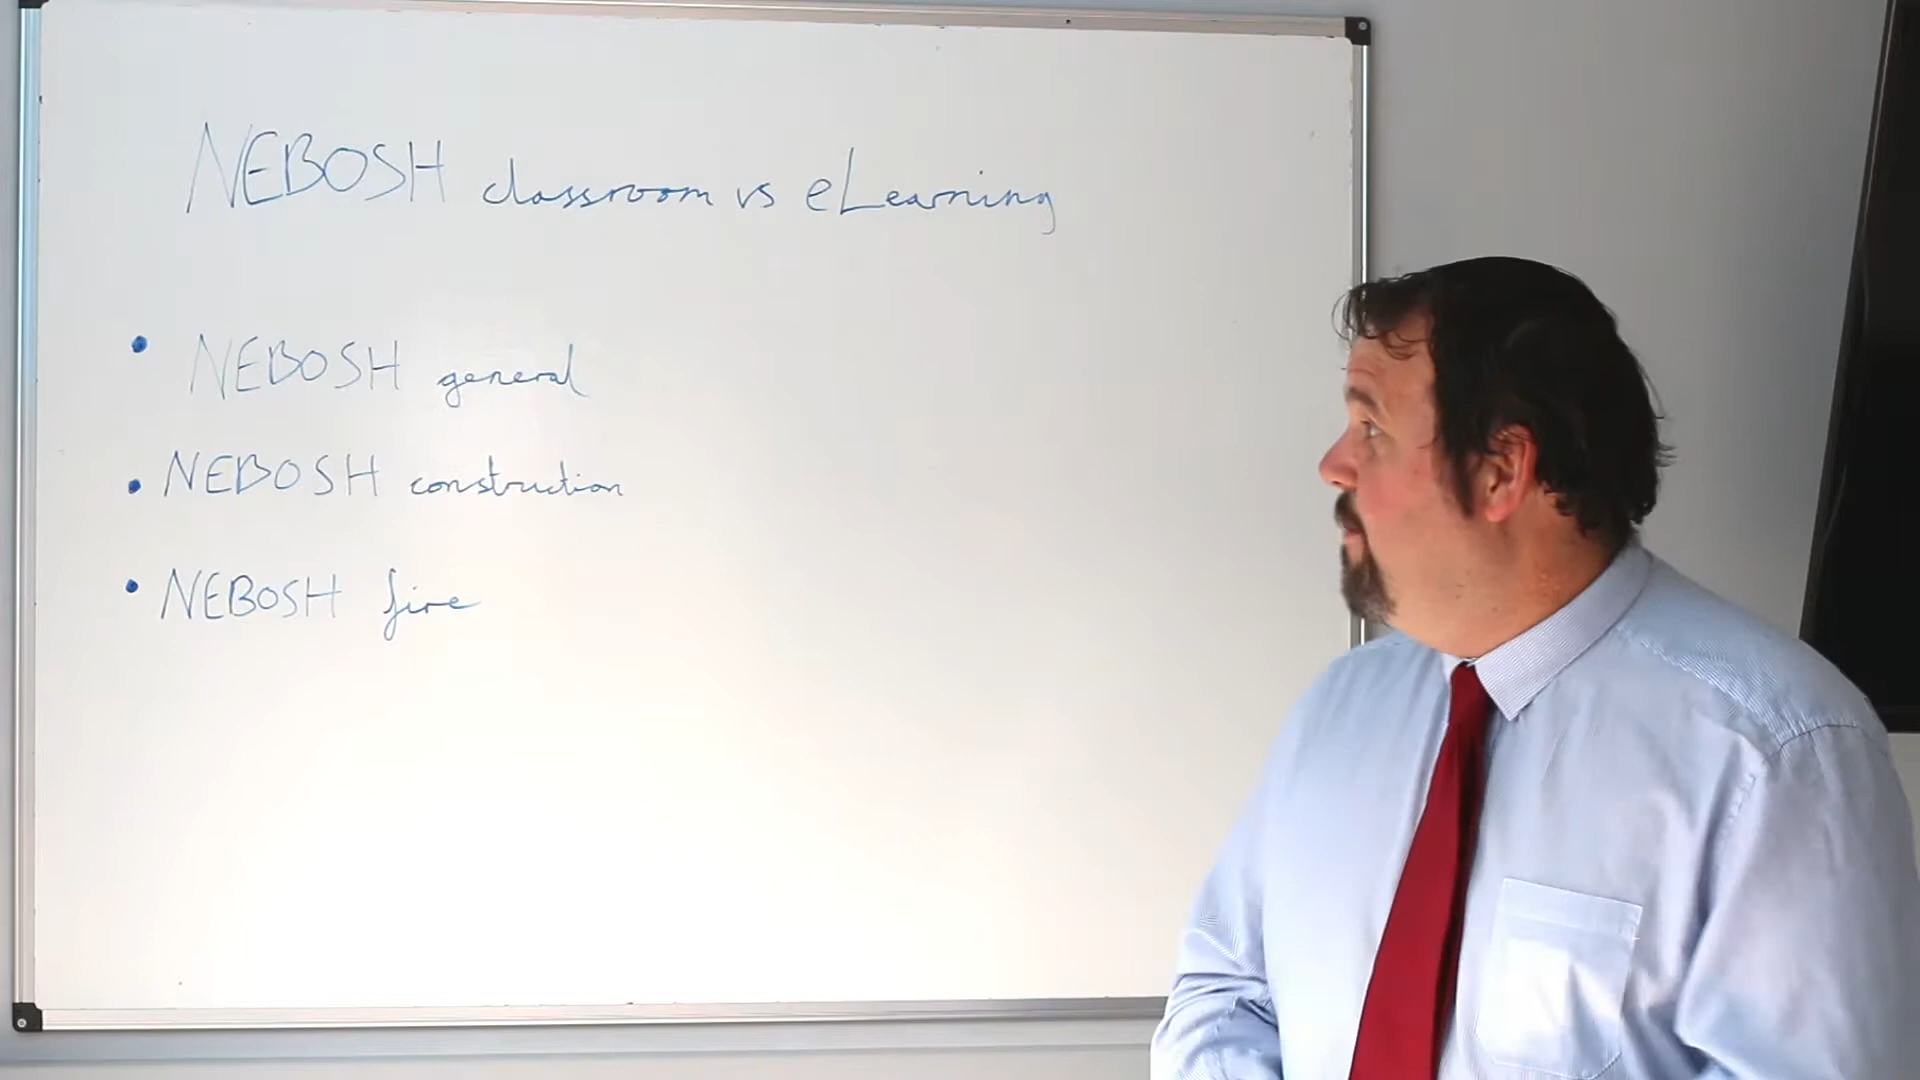 NEBOSH classroom vs eLearning
• NEBOSH general
• NEBOSH construction
• NEBOSH fire